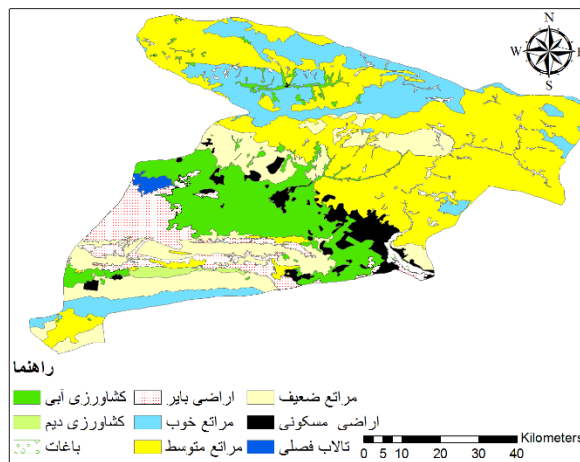 N
W E
S
راهنما
کشاورزی آبی اراضی بایر مراتع ضعیف
کشاورزی دیم مراتع خوب اراضی مسکونی
باغات مراتع متوسط تالاب فصلی
Kilometers
0 5 10 20 30 40